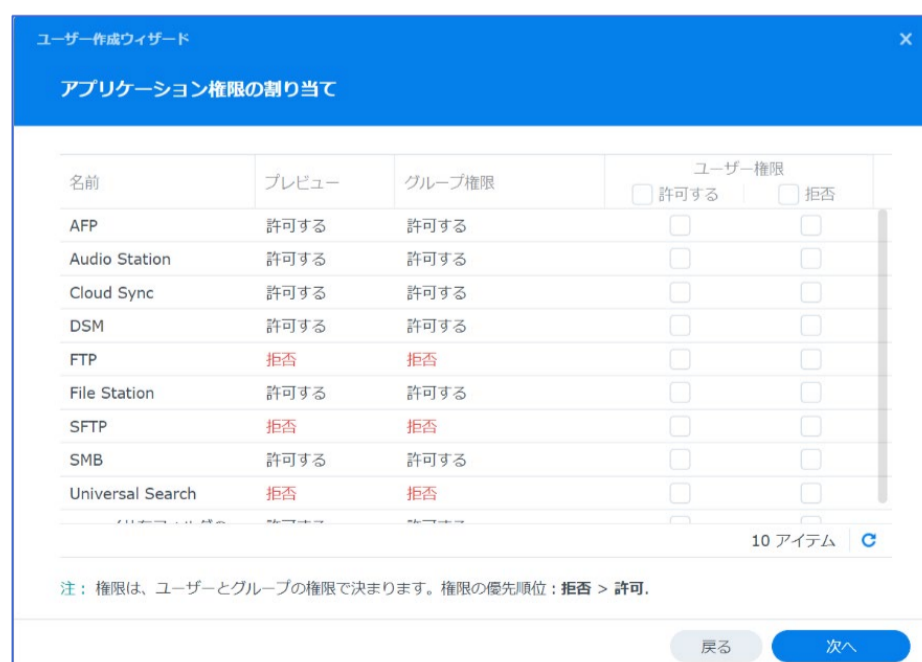 ユーザー作成ウィザード
アプリケーション権限の割り当て
名前 プレビュー グループ権限 ユーザー権限
許可する 拒否
AFP 許可する 許可する
Audio Station 許可する 許可する
Cloud Sync 許可する 許可する
DSM 許可する 許可する
FTP 拒否 拒否
File Station 許可する 許可する
SFTP 拒否 拒否
SMB 許可する 許可する
Universal Search 拒否 拒否
10 アイテム
注： 権限は、ユーザーとグループの権限で決まります。権限の優先順位：拒否 > 許可.
戻る 次へ